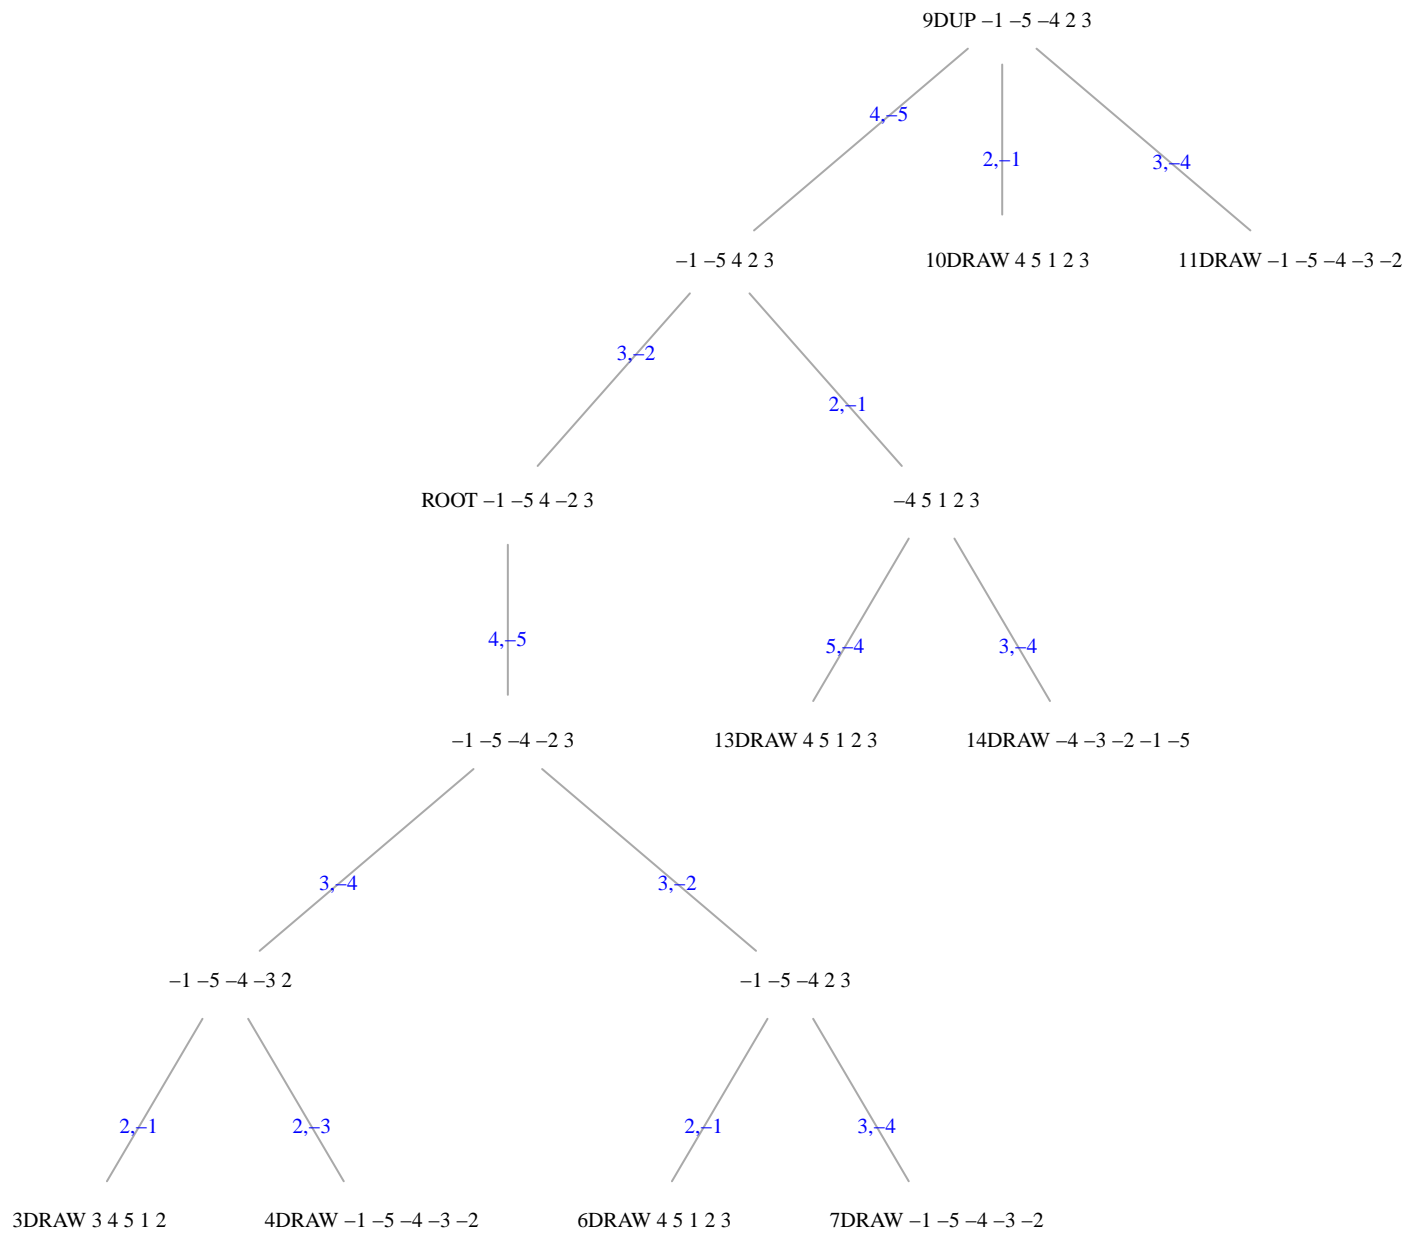 9DUP –1 –5 –4 2 3
4,–5
2,–1
3,–4
–1 –5 4 2 3
10DRAW 4 5 1 2 3
11DRAW –1 –5 –4 –3 –2
3,–2
2,–1
ROOT –1 –5 4 –2 3
–4 5 1 2 3
4,–5
5,–4
3,–4
–1 –5 –4 –2 3
13DRAW 4 5 1 2 3
14DRAW –4 –3 –2 –1 –5
3,–4
3,–2
–1 –5 –4 –3 2
–1 –5 –4 2 3
2,–1
2,–3
2,–1
3,–4
3DRAW 3 4 5 1 2
4DRAW –1 –5 –4 –3 –2
6DRAW 4 5 1 2 3
7DRAW –1 –5 –4 –3 –2